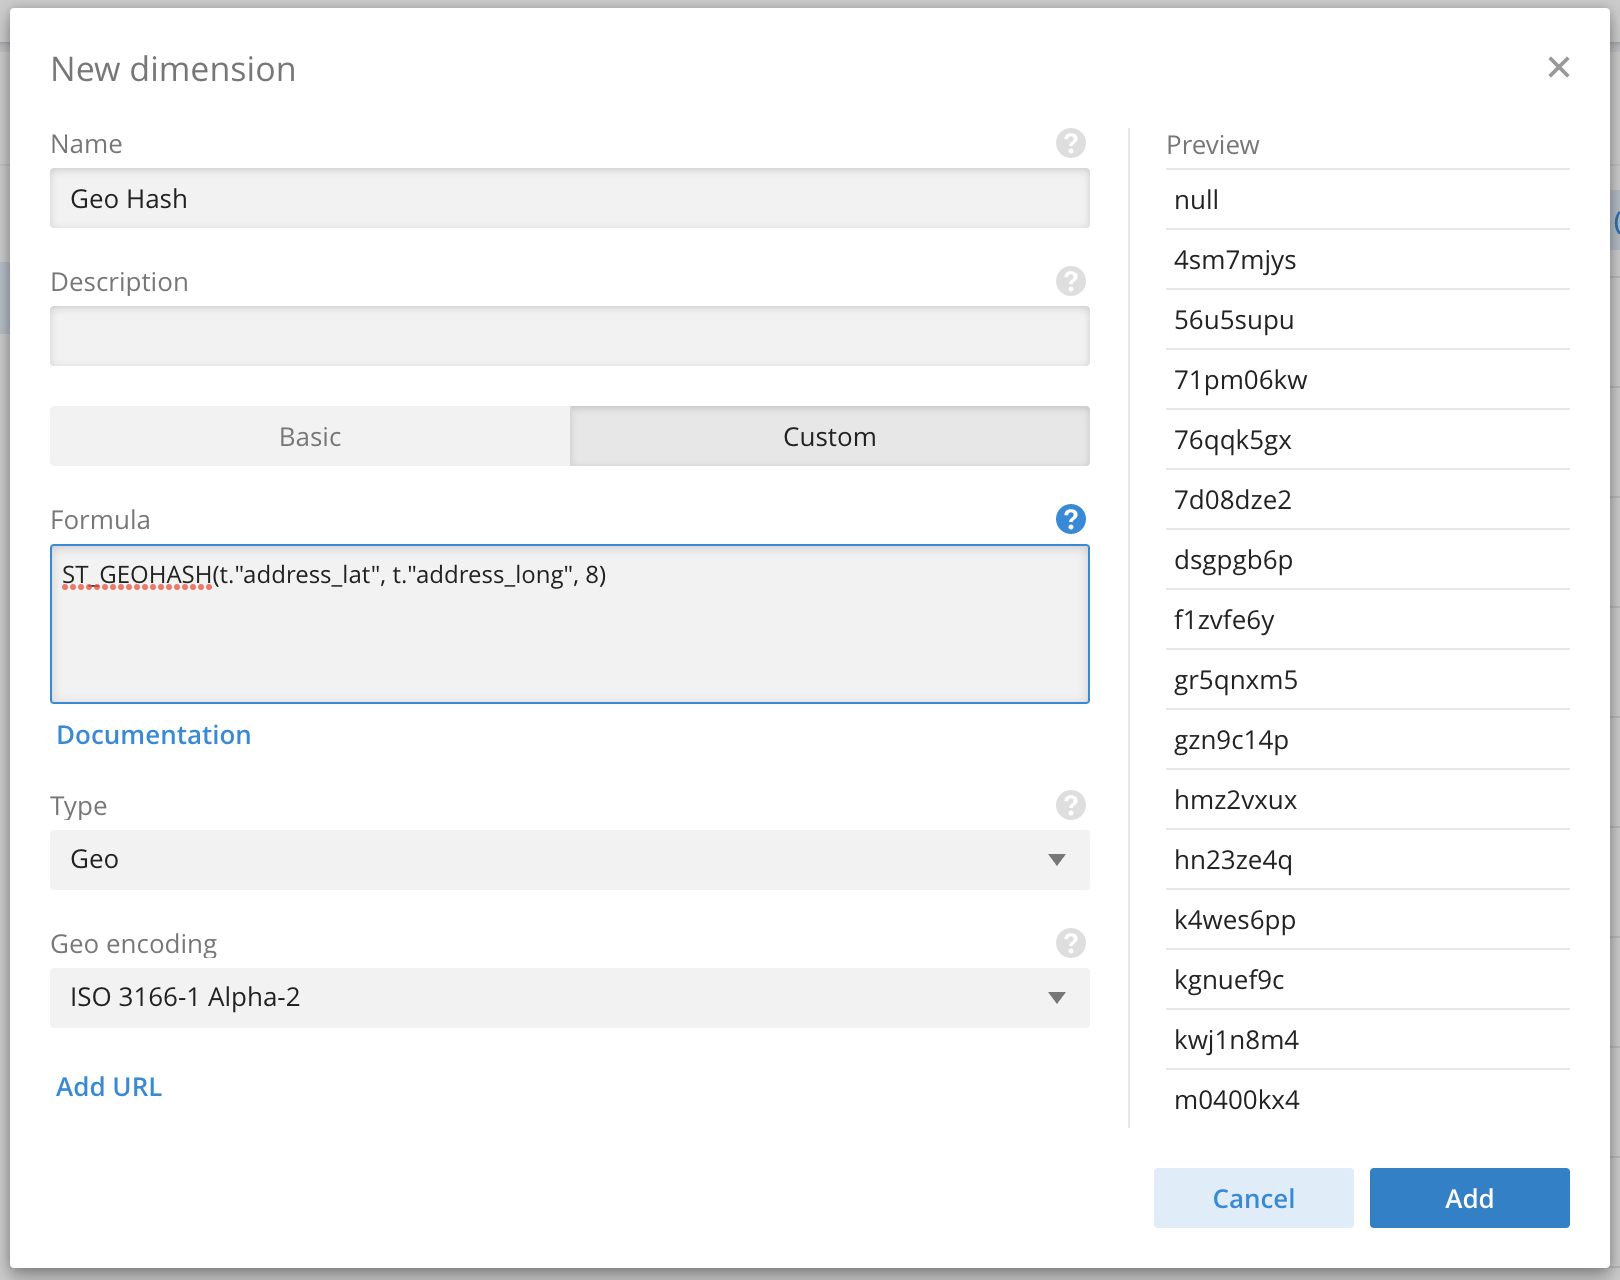 New dimension
Name
Geo Hash
Description
Basic
Custom
Formula
ST_GEOHASH(t."address_lat", t."address_long", 8)
Documentation
Type
Geo
Geo encoding
ISO 3166-1 Alpha-2
Add URL
Preview
null
4sm7mjys
56u5supu
71pm06kw
76qqk5gx
7d08dze2
dsgpgb6p
f1zvfe6y
gr5qnxm5
gzn9c14p
hmz2vxux
hn23ze4q
k4wes6pp
kgnuef9c
kwj1n8m4
m0400kx4
Cancel
Add